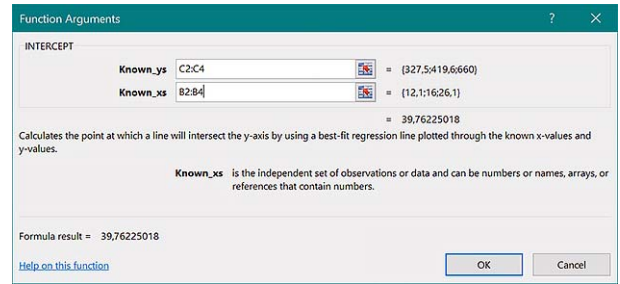 Function Arguments ? ×
INTERCEPT
Known_ys C2:C4 = {327,5;419,6;660}
Known_xs B2:B4 = {12,1;16;26,1}
= 39,76225018
Calculates the point at which a line will intersect the y-axis by using a best-fit regression line plotted through the known x-values and
y-values.
Known_xs is the independent set of observations or data and can be numbers or names, arrays, or
references that contain numbers.
Formula result = 39,76225018
Help on this function OK Cancel